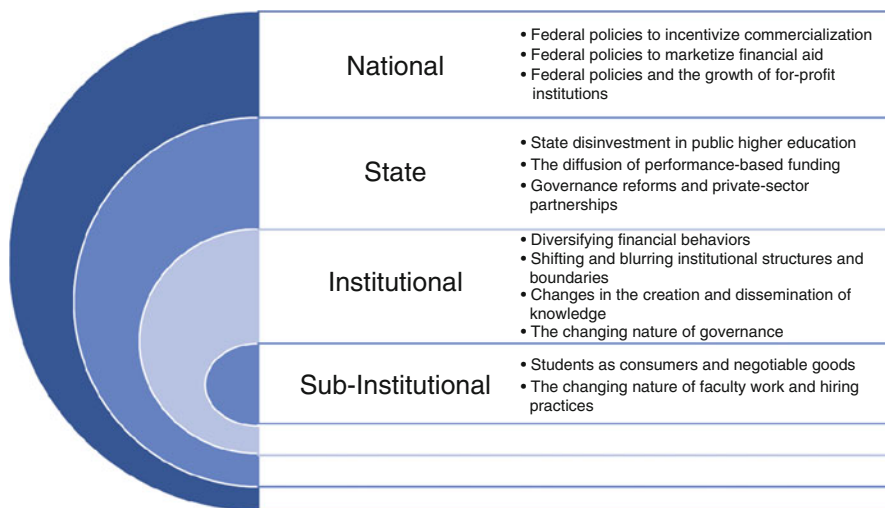 National
• Federal policies to incentivize commercialization
• Federal policies to marketize financial aid
• Federal policies and the growth of for-profit
institutions
State
• State disinvestment in public higher education
• The diffusion of performance-based funding
• Governance reforms and private-sector
partnerships
Institutional
• Diversifying financial behaviors
• Shifting and blurring institutional structures and
boundaries
• Changes in the creation and dissemination of
knowledge
• The changing nature of governance
Sub-Institutional
• Students as consumers and negotiable goods
• The changing nature of faculty work and hiring
practices